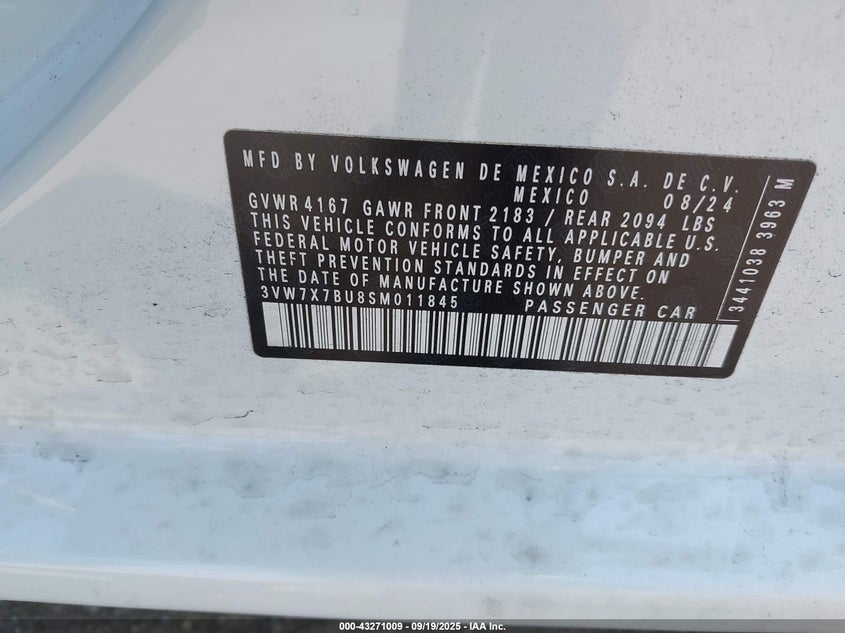 MFD BY VOLKSWAGEN DE MEXICO S.A. DE C.V.
MEXICO 08/24
GVWR 4167 GAWR FRONT 2183 / REAR 2094 LBS
THIS VEHICLE CONFORMS TO ALL APPLICABLE U.S.
FEDERAL MOTOR VEHICLE SAFETY, BUMPER AND
THEFT PREVENTION STANDARDS IN EFFECT ON
THE DATE OF MANUFACTURE SHOWN ABOVE.
3VW7X7BU8SM011845 PASSENGER CAR
3441038 3963 M
000-43271009 - 09/19/2025 - IAA Inc.